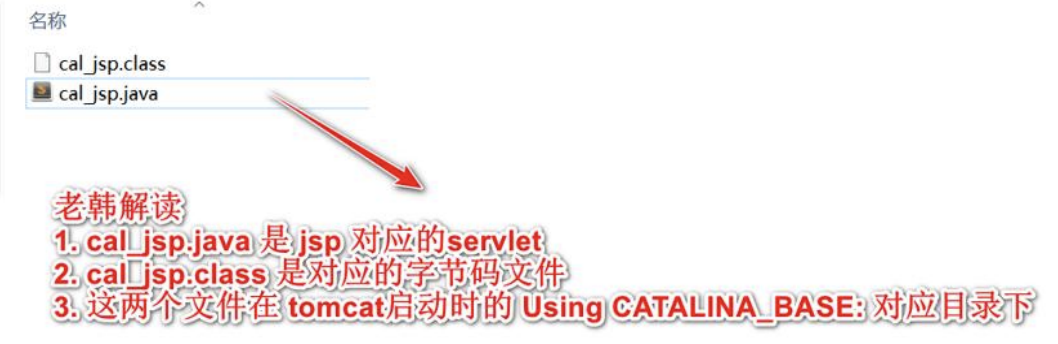 名称
cal_jsp.class
cal_jsp.java
老韩解读
1. cal_jsp.java 是 jsp 对应的servlet
2. cal_jsp.class 是对应的字节码文件
3. 这两个文件在 tomcat启动时的 Using CATALINA_BASE: 对应目录下